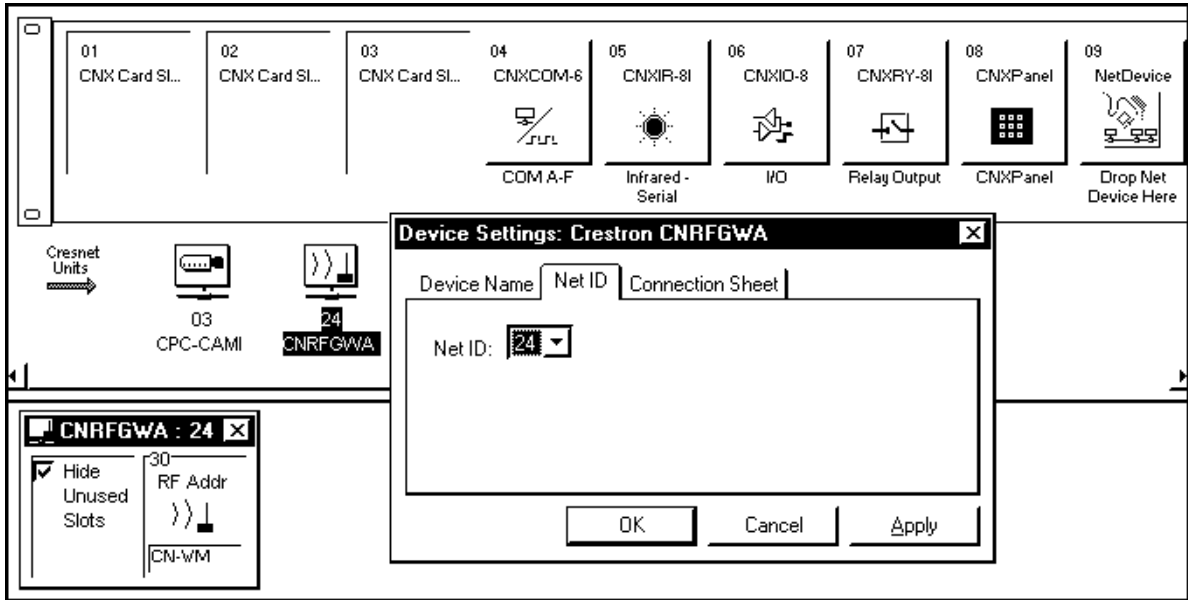 01
CNX Card Sl...
02
CNX Card Sl...
03
CNX Card Sl...
04
CNXCOM-6
COM A-F
05
CNXIR-8I
Infrared -
Serial
06
CNXIO-8
I/O
07
CNXRY-8I
Relay Output
08
CNXPanel
CNXPanel
09
NetDevice
Drop Net
Device Here
Cresnet
Units
03
CPC-CAMI
24
CNRFGWA
Device Settings: Crestron CNRFGWA
Device Name
Net ID
Connection Sheet
Net ID: 24
OK
Cancel
Apply
CNRFGWA : 24
Hide
Unused
Slots
30
RF Addr
CN-WM